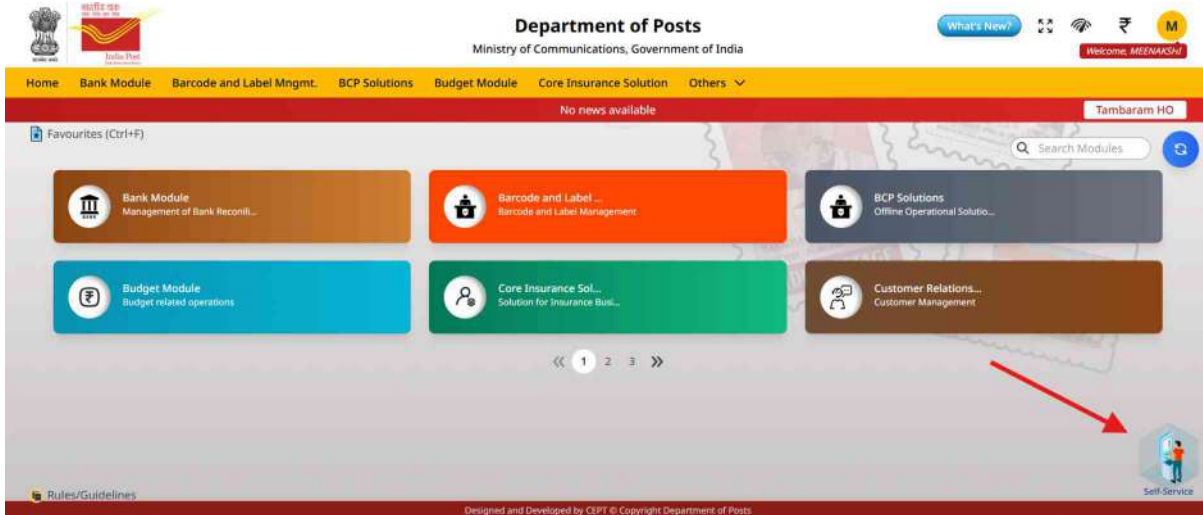 Department of Posts
Ministry of Communications, Government of India
What's New?
₹
M
Welcome, MEENAKSHI
India Post
Home Bank Module Barcode and Label Mngmt. BCP Solutions Budget Module Core Insurance Solution Others
No news available
Tambaram HO
Favourites (Ctrl+F)
Search Modules
Bank Module
Management of Bank Reconili...
Barcode and Label ...
Barcode and Label Management
BCP Solutions
Offline Operational Solutio...
Budget Module
Budget related operations
Core Insurance Sol...
Solution for Insurance Busi...
Customer Relations...
Customer Management
« 1 2 3 »
Self-Service
Rules/Guidelines
Designed and Developed by CEPT © Copyright Department of Posts